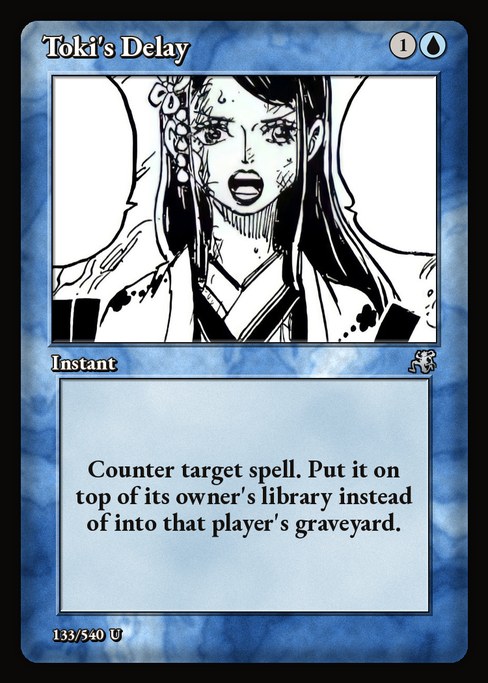 Toki's Delay 1
Instant
Counter target spell. Put it on
top of its owner's library instead
of into that player's graveyard.
133/540 U